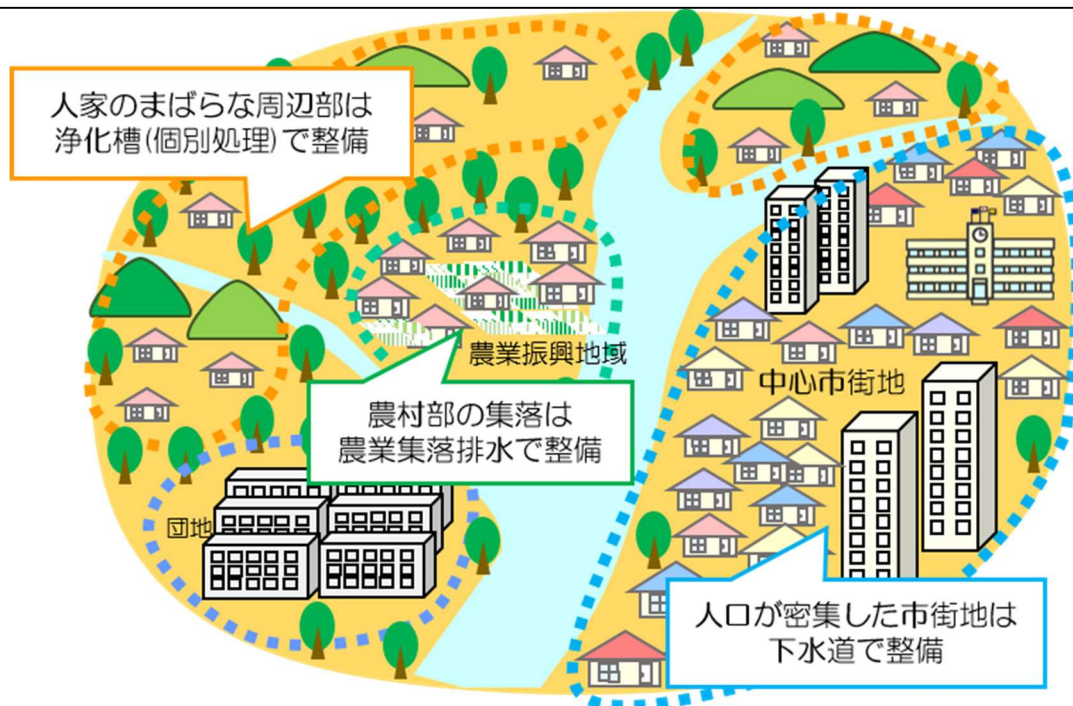 人家のまばらな周辺部は
浄化槽(個別処理)で整備
農業振興地域
中心市街地
農村部の集落は
農業集落排水で整備
団地
人口が密集した市街地は
下水道で整備